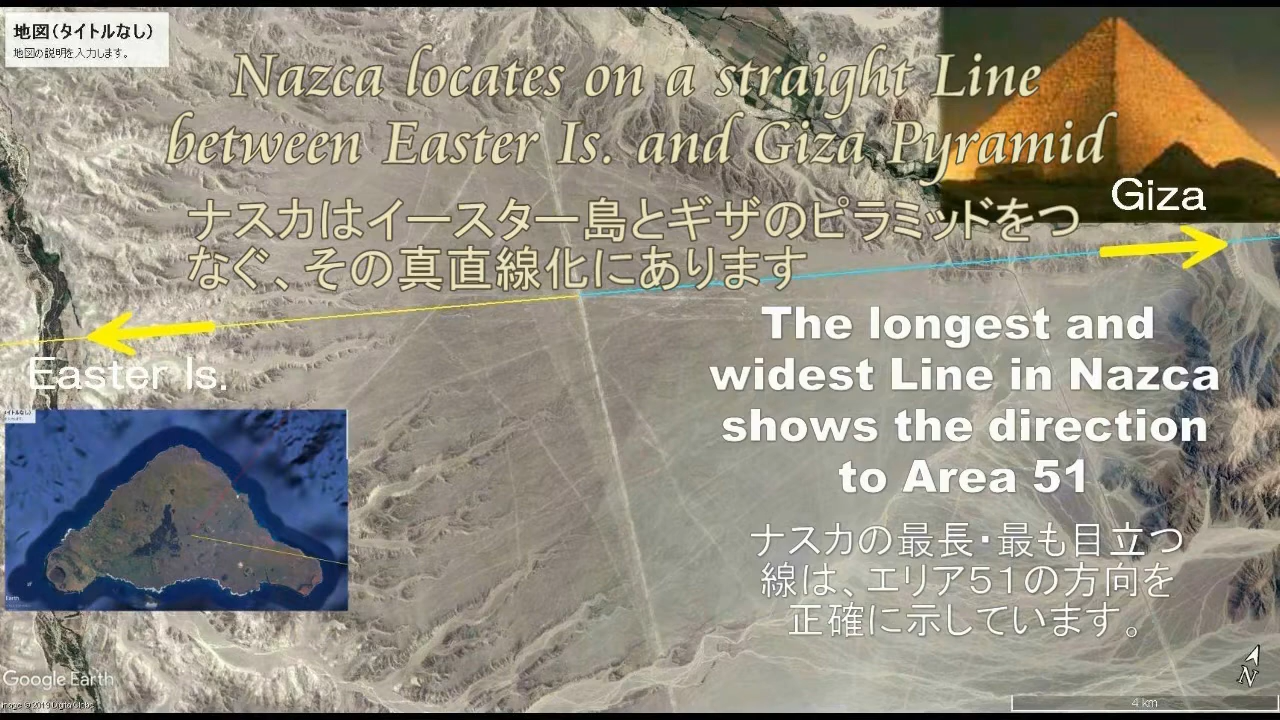 地図(タイトルなし)
地図の説明を入力します。
Nazca locates on a straight Line
between Easter Is. and Giza Pyramid
Giza
ナスカはイースター島とギザのピラミッドをつ
なぐ、その真直線化にあります
The longest and
widest Line in Nazca
shows the direction
to Area 51
Easter Is.
ナスカの最長・最も目立つ
線は、エリア51の方向を
正確に示しています。
Earth
Google Earth
N
4 km